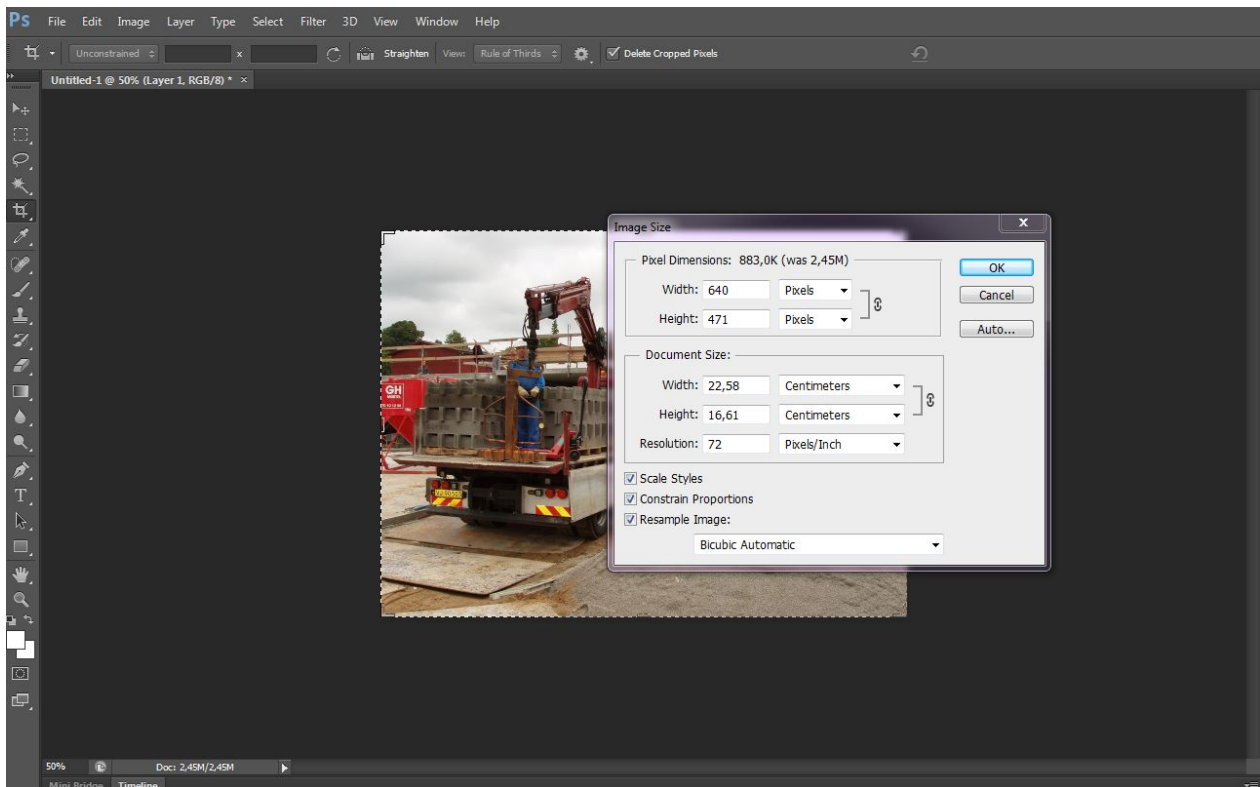 Ps File Edit Image Layer Type Select Filter 3D View Window Help
Unconstrained x Straighten View: Rule of Thirds Delete Cropped Pixels
Untitled-1 @ 50% (Layer 1, RGB/8) * ×
Image Size
Pixel Dimensions: 883,0K (was 2,45M)
OK
Width: 640 Pixels
Cancel
Height: 471 Pixels
Auto...
Document Size:
Width: 22,58 Centimeters
Height: 16,61 Centimeters
Resolution: 72 Pixels/Inch
Scale Styles
Constrain Proportions
Resample Image:
Bicubic Automatic
GH
50% Doc: 2,45M/2,45M
Mini Bridge Timeline